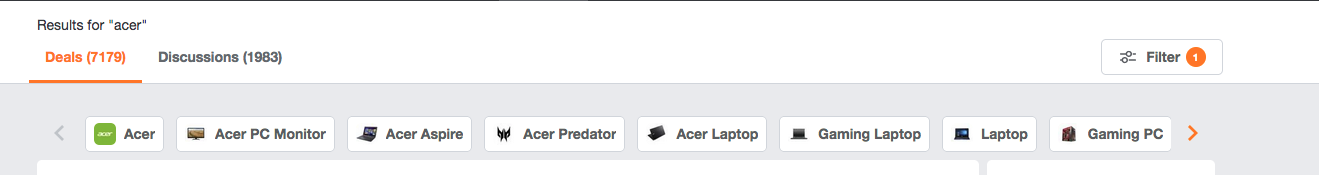 Results for "acer"
Deals (7179) Discussions (1983) Filter 1
acer Acer Acer PC Monitor Acer Aspire Acer Predator Acer Laptop Gaming Laptop Laptop Gaming PC